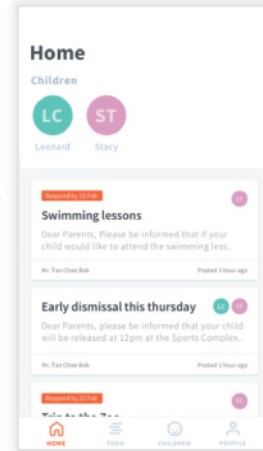 Home
Children
LC ST
Leonard Stacy
Respond by 12 Feb ST
Swimming lessons
Dear Parents, Please be informed that if your
child would like to attend the swimming less..
Mr. Tan Chee Bok Posted 1 hour ago
Early dismissal this thursday LC ST
Dear Parents, please be informed that your child
will be released at 12pm at the Sports Complex..
Mr. Tan Chee Bok Posted 1 hour ago
Respond by 12 Feb ST
Trip to the Zoo
HOME TODO CHILDREN PROFILE